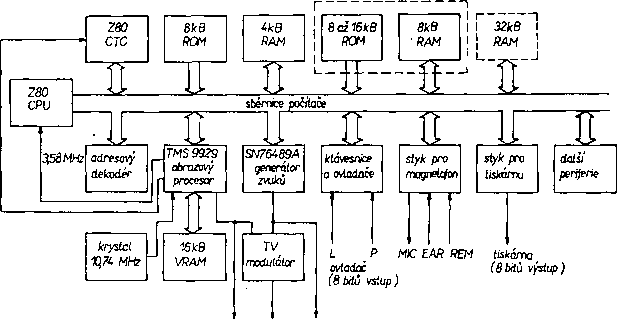 Z80
CTC
8kB
ROM
4kB
RAM
8 až 16kB
ROM
8kB
RAM
32kB
RAM
Z80
CPU
sběrnice počítače
3,58 MHz
adresový
dekodér
TMS 9929
obrazový
procesor
SN76489A
generátor
zvuků
klávesnice
a ovladače
styk pro
magnetofon
styk pro
tiskárnu
další
periferie
krystal
10,74 MHz
16kB
VRAM
TV
modulátor
L P
ovladač
(8 bitů vstup)
MIC EAR REM
tiskárna
(8 bitů výstup)